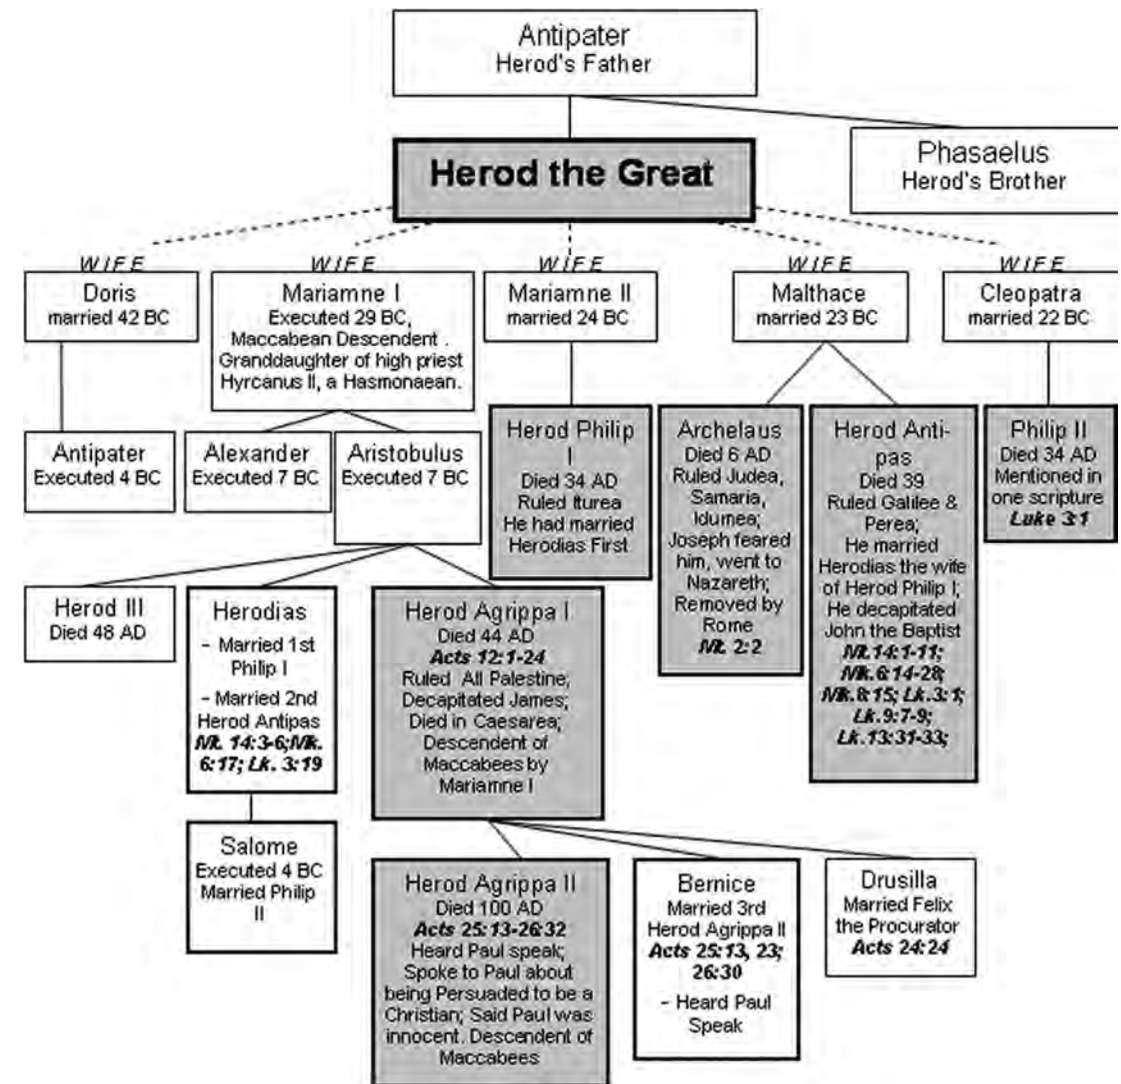 Antipater
Herod's Father
Herod the Great
Phasaelus
Herod's Brother
WIFE
Doris
married 42 BC
WIFE
Mariamne I
Executed 29 BC,
Maccabean Descendent .
Granddaughter of high priest
Hyrcanus II, a Hasmonaean.
WIFE
Mariamne II
married 24 BC
WIFE
Malthace
married 23 BC
WIFE
Cleopatra
married 22 BC
Antipater
Executed 4 BC
Alexander
Executed 7 BC
Aristobulus
Executed 7 BC
Herod Philip
I
Died 34 AD
Ruled Iturea
He had married
Herodias First
Archelaus
Died 6 AD
Ruled Judea,
Samaria,
Idumea;
Joseph feared
him, went to
Nazareth;
Removed by
Rome
Mt. 2:2
Herod Anti-
pas
Died 39
Ruled Galilee &
Perea;
He married
Herodias the wife
of Herod Philip I;
He decapitated
John the Baptist
Mt.14:1-11;
Mk.6:14-28;
Mk.8:15; Lk.3:1;
Lk.9:7-9;
Lk.13:31-33;
Philip II
Died 34 AD
Mentioned in
one scripture
Luke 3:1
Herod III
Died 48 AD
Herodias
- Married 1st
Philip I
- Married 2nd
Herod Antipas
Mt. 14:3-6;Mk.
6:17; Lk. 3:19
Herod Agrippa I
Died 44 AD
Acts 12:1-24
Ruled All Palestine;
Decapitated James;
Died in Caesarea;
Descendent of
Maccabees by
Mariamne I
Salome
Executed 4 BC
Married Philip
II
Herod Agrippa II
Died 100 AD
Acts 25:13-26:32
Heard Paul speak;
Spoke to Paul about
being Persuaded to be a
Christian; Said Paul was
innocent. Descendent of
Maccabees
Bernice
Married 3rd
Herod Agrippa II
Acts 25:13, 23;
26:30
- Heard Paul
Speak
Drusilla
Married Felix
the Procurator
Acts 24:24